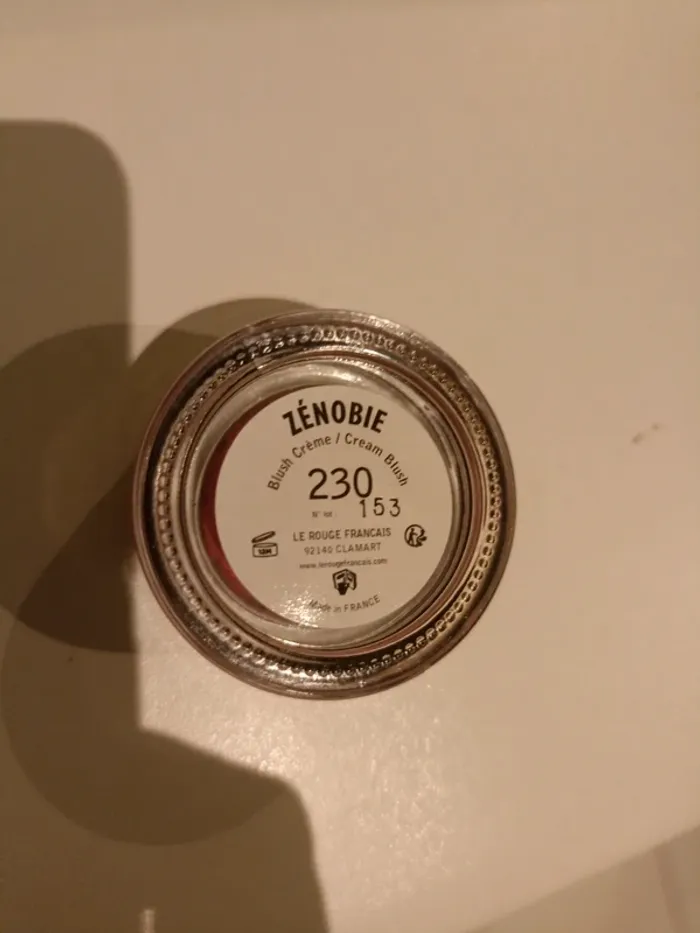 ZÉNOBIE
Blush Crème / Cream Blush
230
N° lot : 153
12M
LE ROUGE FRANCAIS
92140 CLAMART
www.lerougefrancais.com
Made in FRANCE